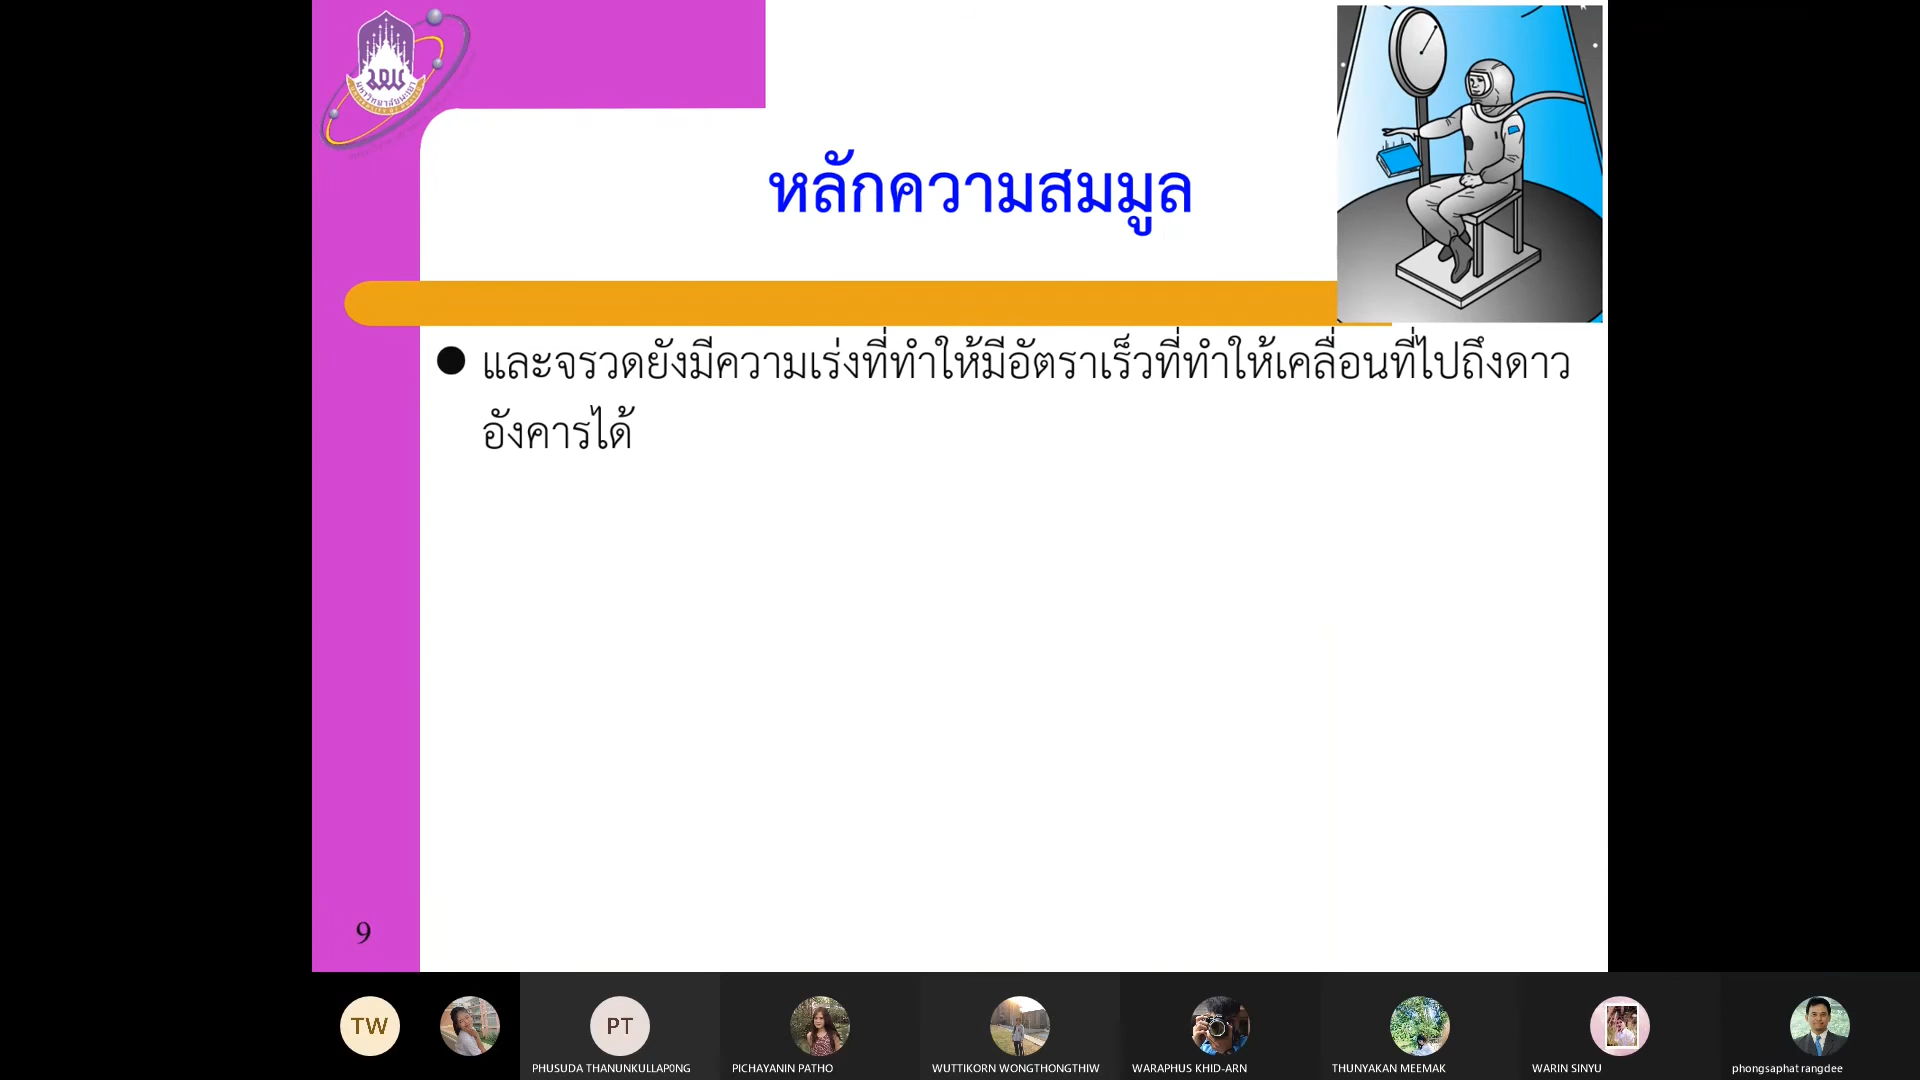 หลักความสมมูล
และจรวดยังมีความเร่งที่ทำให้มีอัตราเร็วที่ทำให้เคลื่อนที่ไปถึงดาว
อังคารได้
9
TW
PT
PHUSUDA THANUNKULLAP0NG
PICHAYANIN PATHO
WUTTIKORN WONGTHONGTHIW
WARAPHUS KHID-ARN
THUNYAKAN MEEMAK
WARIN SINYU
phongsaphat rangdee